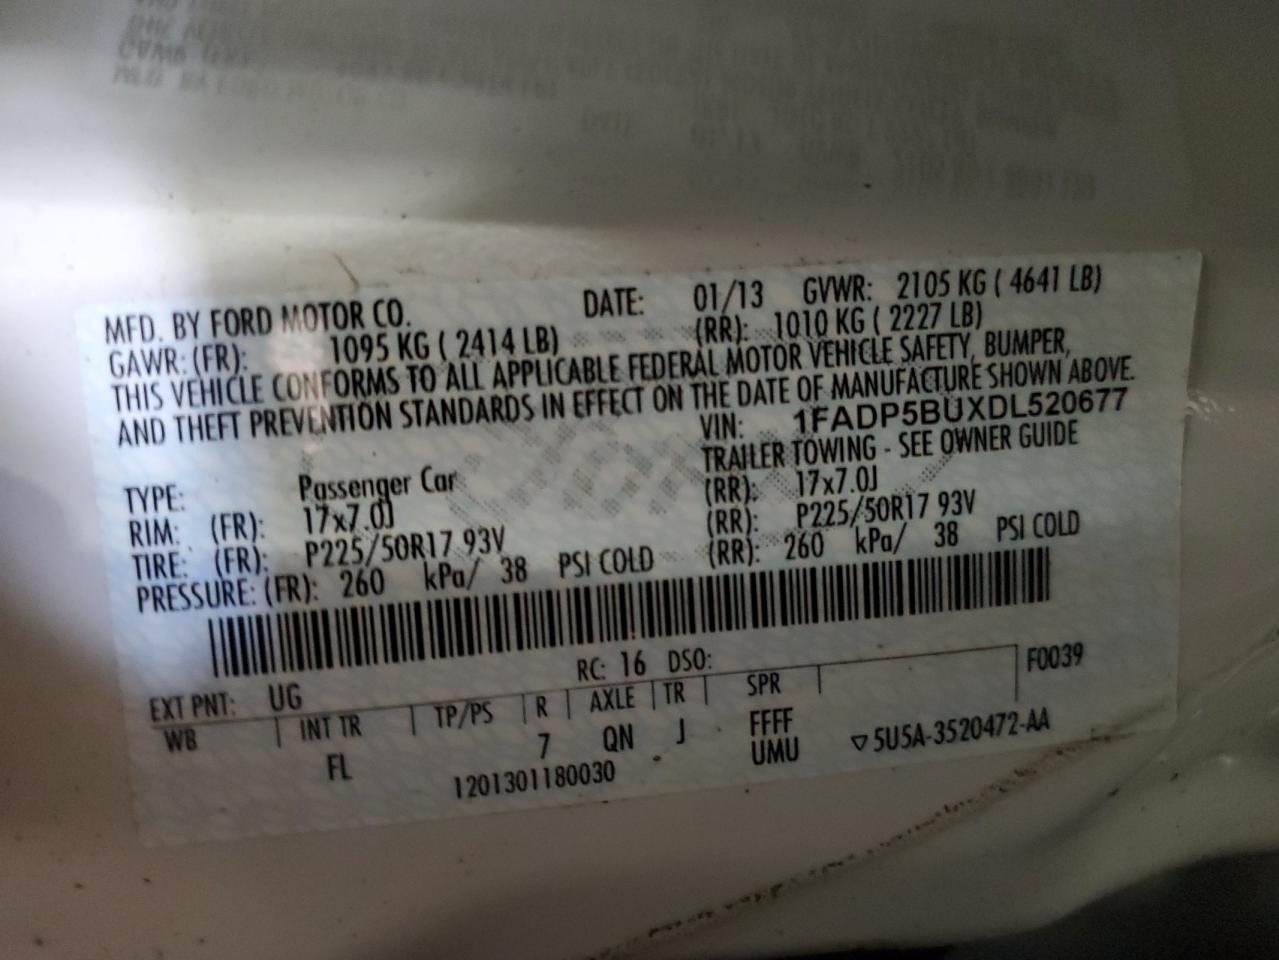 MFD. BY FORD MOTOR CO. DATE: 01/13 GVWR: 2105 KG ( 4641 LB)
GAWR: (FR): 1095 KG ( 2414 LB) (RR): 1010 KG ( 2227 LB)
THIS VEHICLE CONFORMS TO ALL APPLICABLE FEDERAL MOTOR VEHICLE SAFETY, BUMPER,
AND THEFT PREVENTION STANDARDS IN EFFECT ON THE DATE OF MANUFACTURE SHOWN ABOVE.
VIN: 1FADP5BUXDL520677
TRAILER TOWING - SEE OWNER GUIDE
TYPE: Passenger Car
RIM: (FR): 17x7.0J (RR): 17x7.0J
TIRE: (FR): P225/50R17 93V (RR): P225/50R17 93V
PRESSURE: (FR): 260 kPa/ 38 PSI COLD (RR): 260 kPa/ 38 PSI COLD
RC: 16 DSO: F0039
EXT PNT: UG
WB INT TR TP/PS R AXLE TR SPR
FL 7 QN J FFFF
UMU
1201301180030 ▽5U5A-3520472-AA